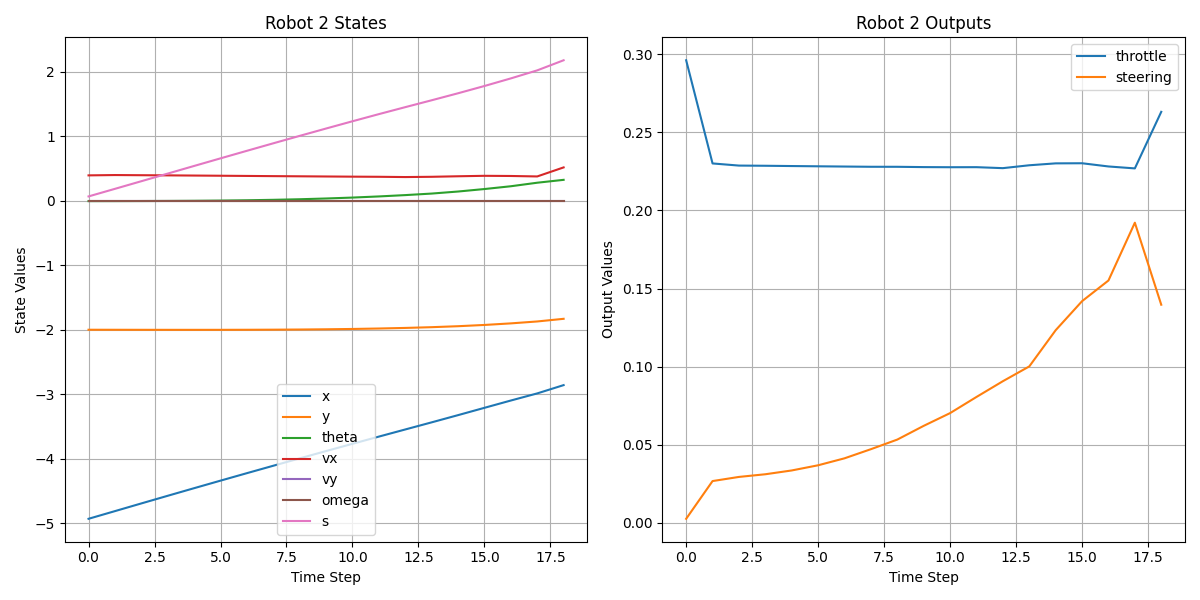 Robot 2 States
State Values
2
1
0
−1
−2
−3
−4
−5
x
y
theta
vx
vy
omega
s
0.0 2.5 5.0 7.5 10.0 12.5 15.0 17.5
Time Step
Robot 2 Outputs
Output Values
0.30
0.25
0.20
0.15
0.10
0.05
0.00
throttle
steering
0.0 2.5 5.0 7.5 10.0 12.5 15.0 17.5
Time Step